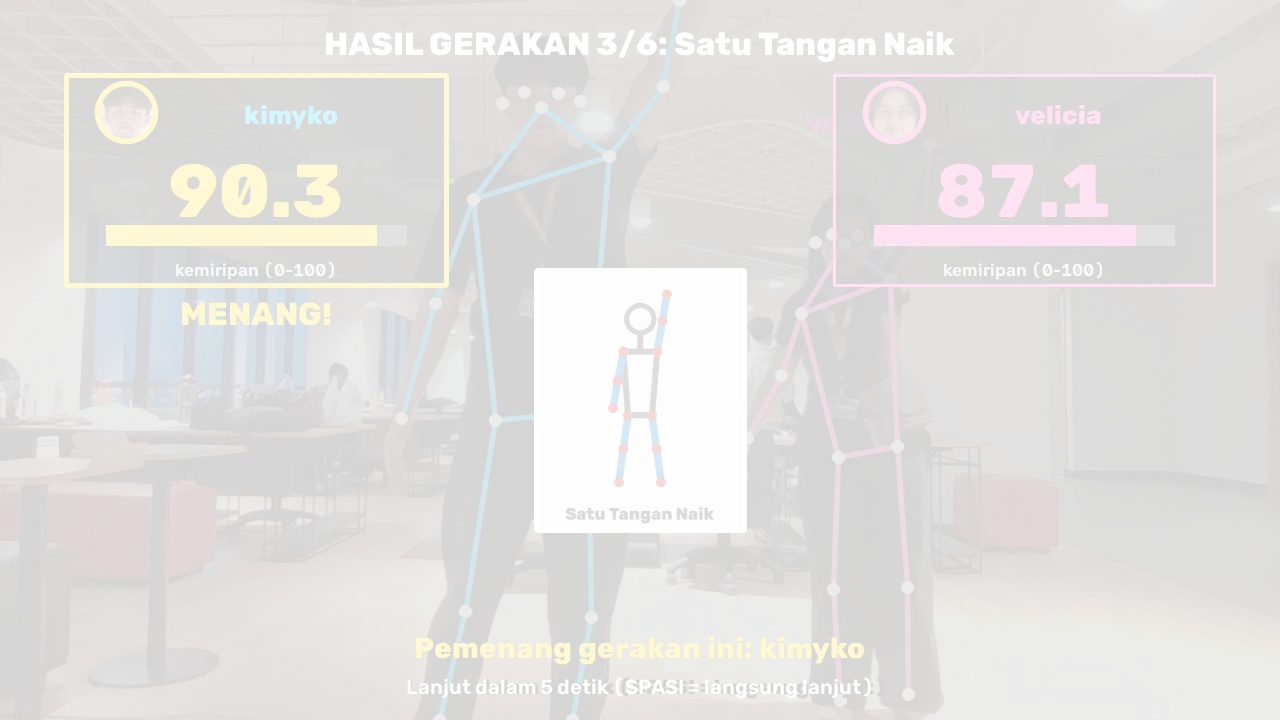 HASIL GERAKAN 3/6: Satu Tangan Naik
kimyko
90.3
kemiripan (0-100)
MENANG!
velicia
87.1
kemiripan (0-100)
Satu Tangan Naik
Pemenang gerakan ini: kimyko
Lanjut dalam 5 detik (SPASI = langsung lanjut)